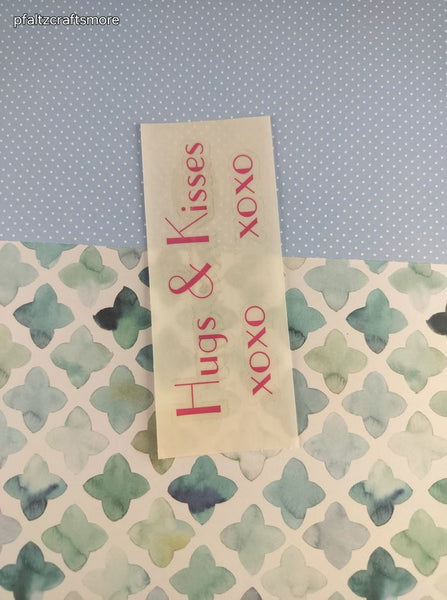 pfaltzcraftsmore
Hugs & Kisses
xoxo xoxo